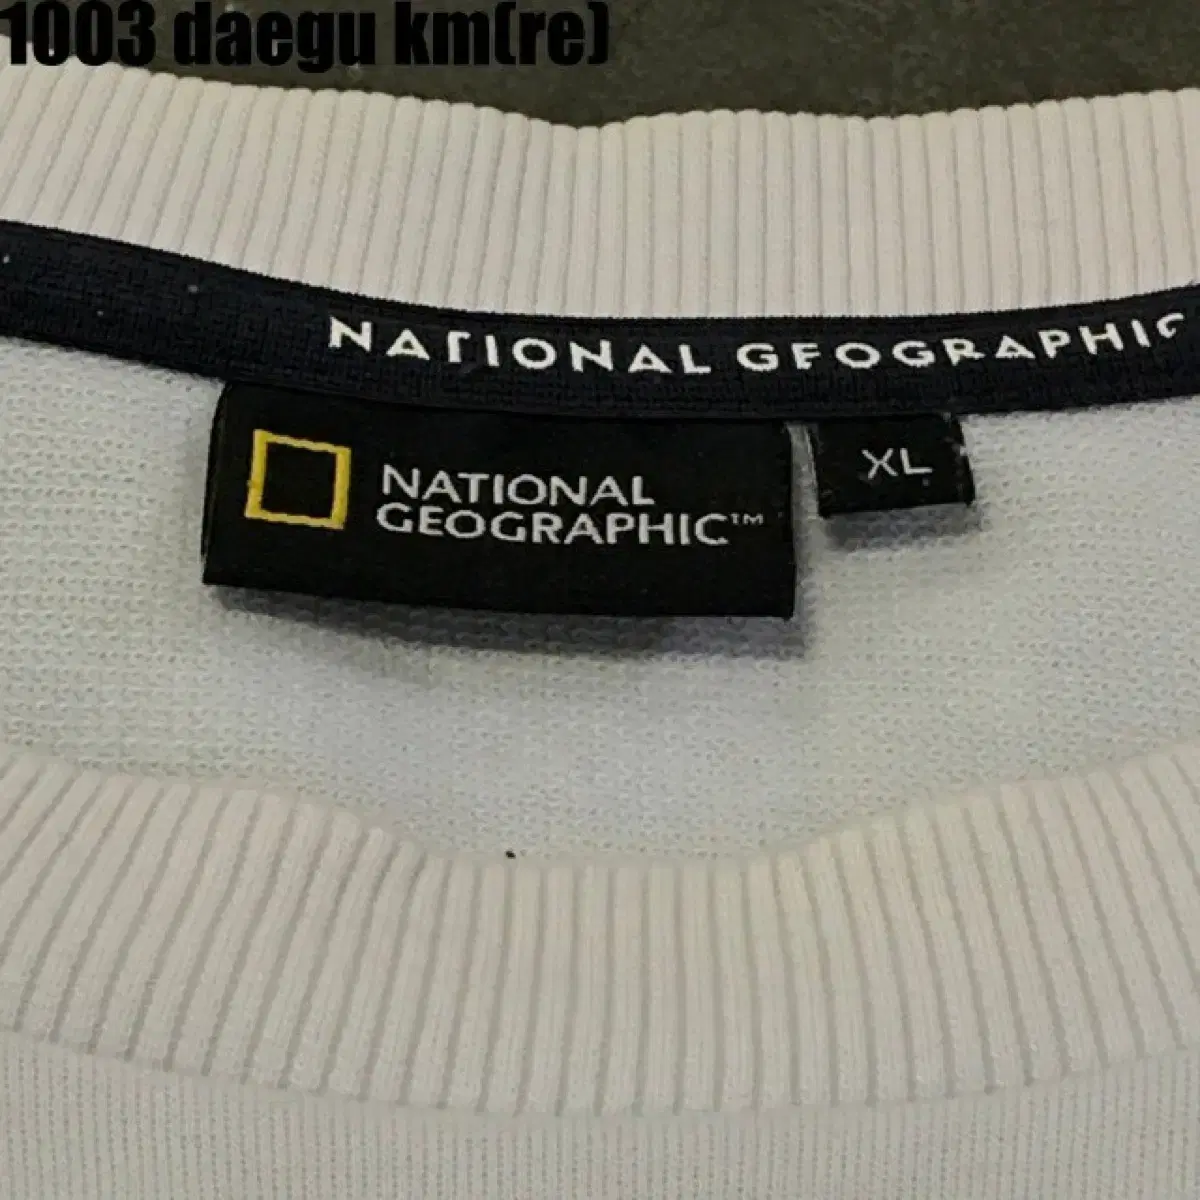 1003 daegu km(re)
NATIONAL GEOGRAPHIC
NATIONAL
GEOGRAPHIC™
XL